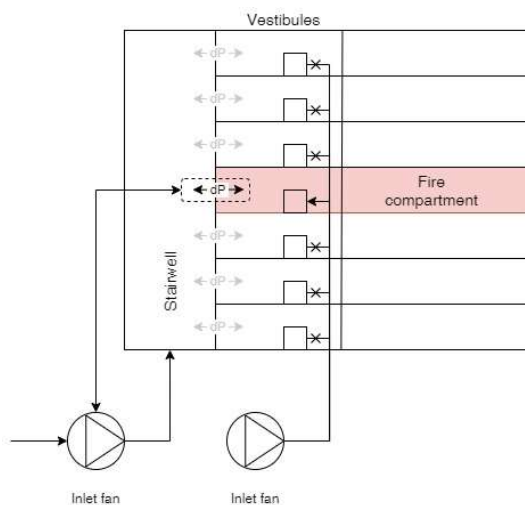 Vestibules
dP
dP
dP
dP
Fire
compartment
dP
dP
dP
Stairwell
Inlet fan
Inlet fan